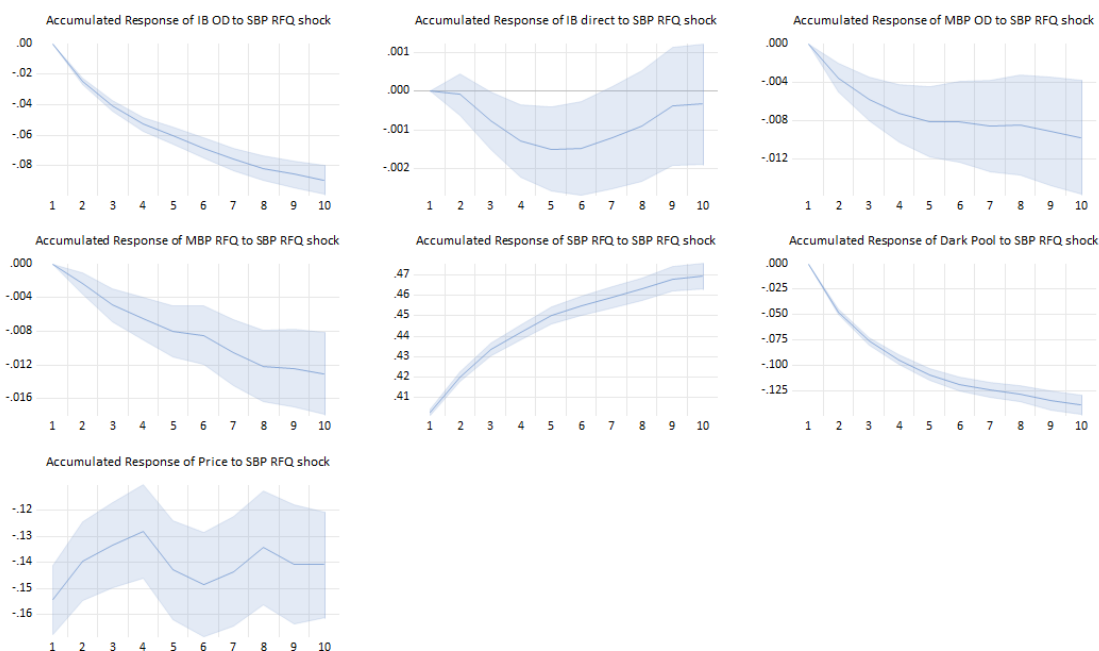 Accumulated Response of IB OD to SBP RFQ shock
.00
-.02
-.04
-.06
-.08
1 2 3 4 5 6 7 8 9 10
Accumulated Response of IB direct to SBP RFQ shock
.001
.000
-.001
-.002
1 2 3 4 5 6 7 8 9 10
Accumulated Response of MBP OD to SBP RFQ shock
.000
-.004
-.008
-.012
1 2 3 4 5 6 7 8 9 10
Accumulated Response of MBP RFQ to SBP RFQ shock
.000
-.004
-.008
-.012
-.016
1 2 3 4 5 6 7 8 9 10
Accumulated Response of SBP RFQ to SBP RFQ shock
.47
.46
.45
.44
.43
.42
.41
1 2 3 4 5 6 7 8 9 10
Accumulated Response of Dark Pool to SBP RFQ shock
.000
-.025
-.050
-.075
-.100
-.125
1 2 3 4 5 6 7 8 9 10
Accumulated Response of Price to SBP RFQ shock
-.12
-.13
-.14
-.15
-.16
1 2 3 4 5 6 7 8 9 10